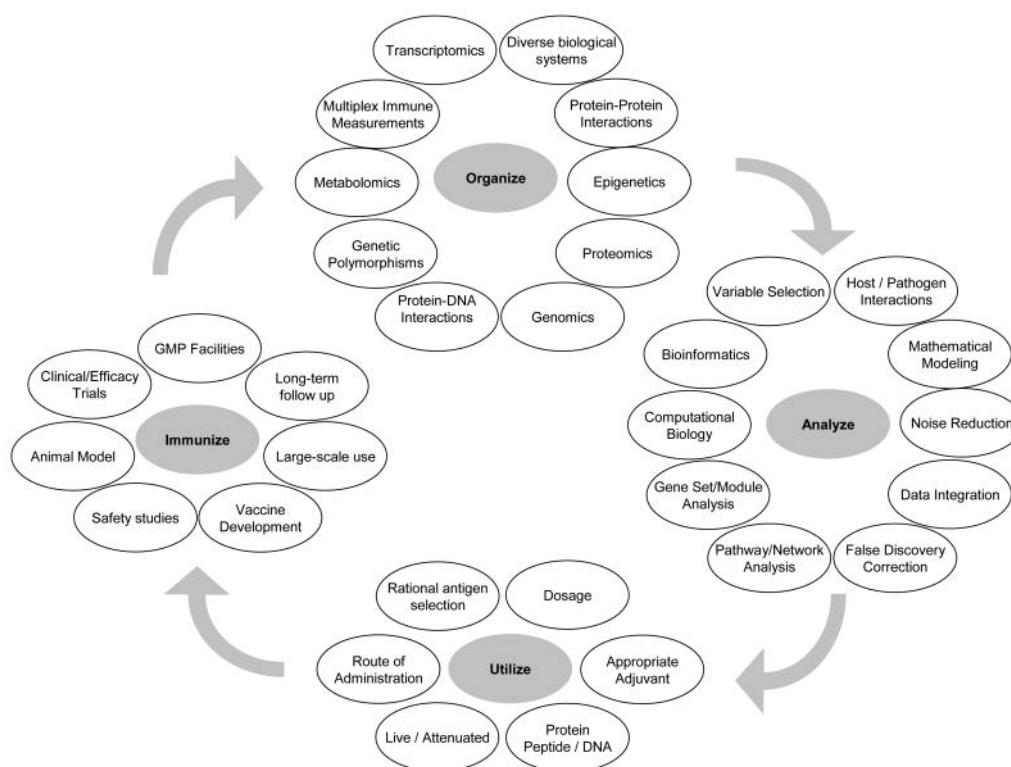 Transcriptomics
Diverse biological
systems
Multiplex Immune
Measurements
Protein-Protein
Interactions
Metabolomics
Organize
Epigenetics
Genetic
Polymorphisms
Proteomics
Protein-DNA
Interactions
Genomics
Variable Selection
Host / Pathogen
Interactions
Bioinformatics
Mathematical
Modeling
Computational
Biology
Analyze
Noise Reduction
Gene Set/Module
Analysis
Data Integration
Pathway/Network
Analysis
False Discovery
Correction
GMP Facilities
Clinical/Efficacy
Trials
Long-term
follow up
Immunize
Animal Model
Large-scale use
Safety studies
Vaccine
Development
Rational antigen
selection
Dosage
Route of
Administration
Utilize
Appropriate
Adjuvant
Live / Attenuated
Protein
Peptide / DNA